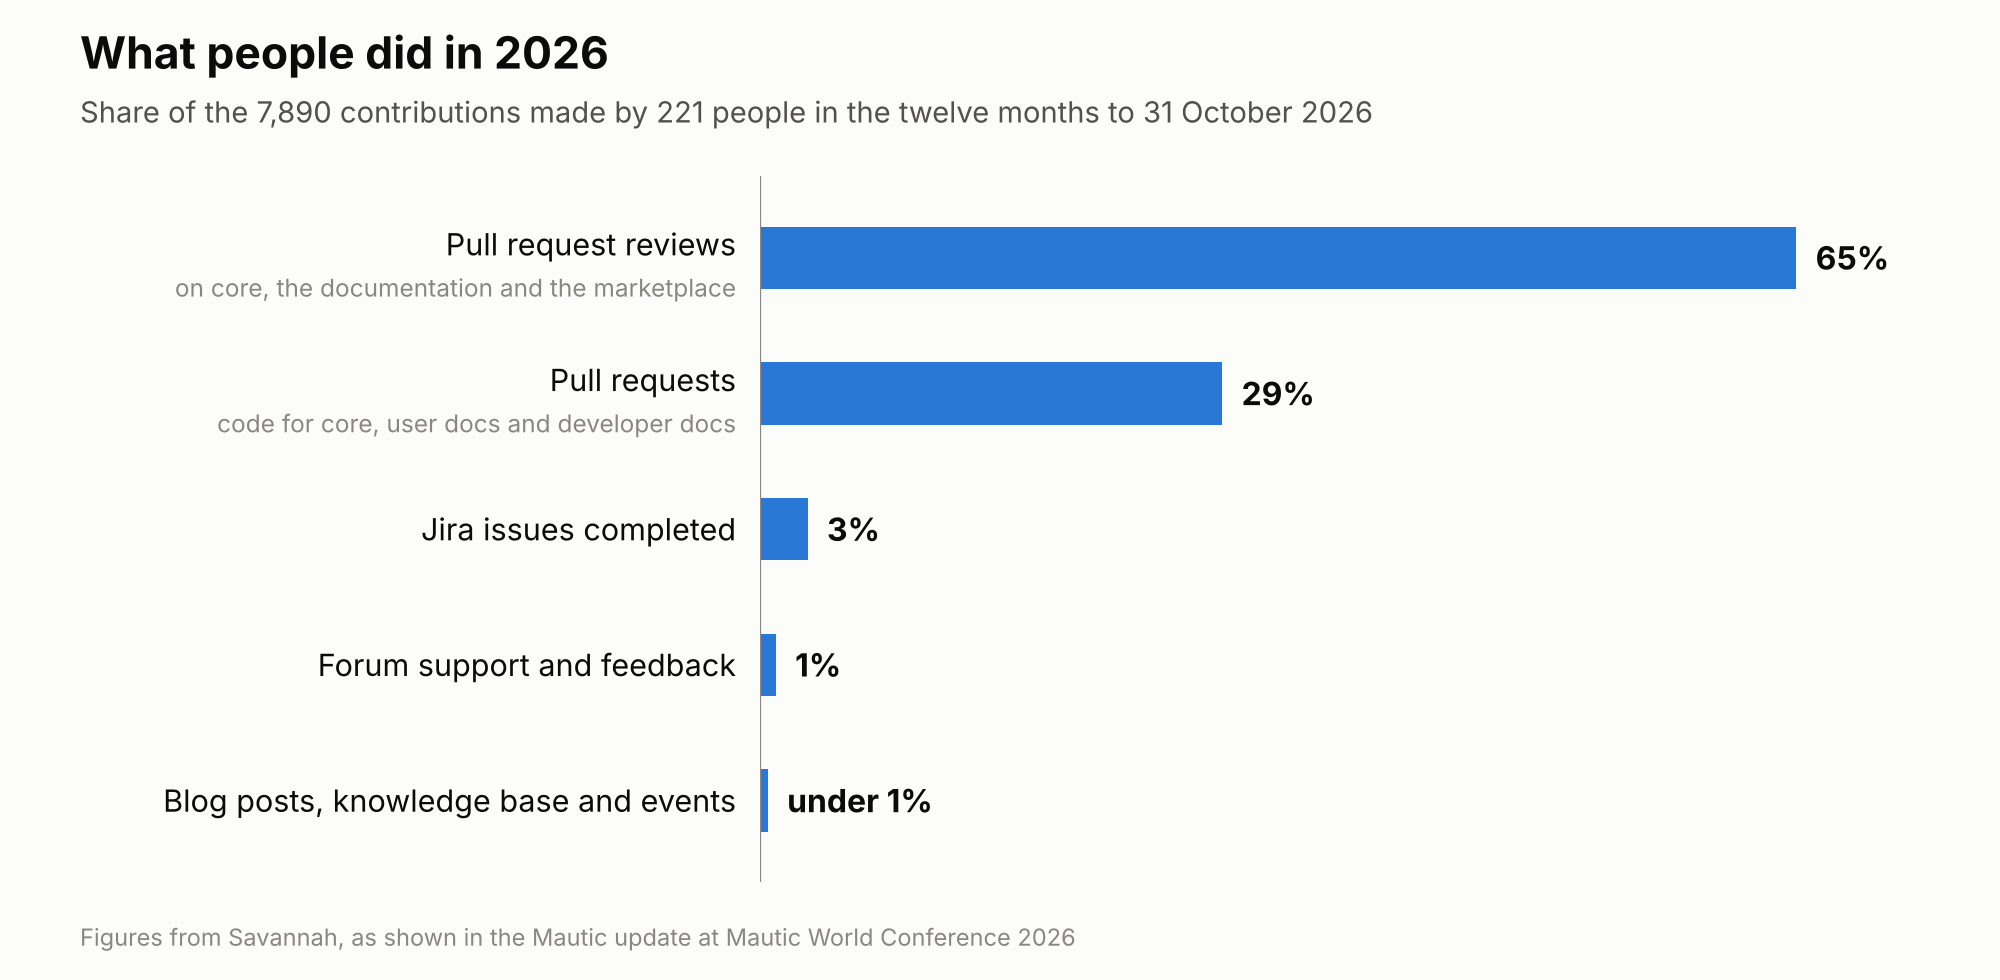 What people did in 2026
Share of the 7,890 contributions made by 221 people in the twelve months to 31 October 2026
Pull request reviews
on core, the documentation and the marketplace
65%
Pull requests
code for core, user docs and developer docs
29%
Jira issues completed
3%
Forum support and feedback
1%
Blog posts, knowledge base and events
under 1%
Figures from Savannah, as shown in the Mautic update at Mautic World Conference 2026